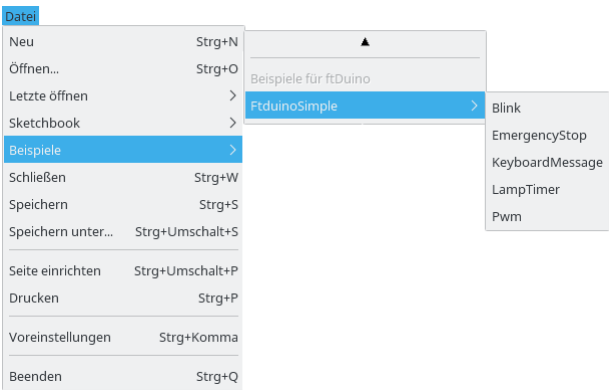 Datei
Neu Strg+N
Öffnen... Strg+O
Letzte öffnen
Sketchbook
Beispiele
Schließen Strg+W
Speichern Strg+S
Speichern unter... Strg+Umschalt+S
Seite einrichten Strg+Umschalt+P
Drucken Strg+P
Voreinstellungen Strg+Komma
Beenden Strg+Q
Beispiele für ftDuino
FtduinoSimple
Blink
EmergencyStop
KeyboardMessage
LampTimer
Pwm